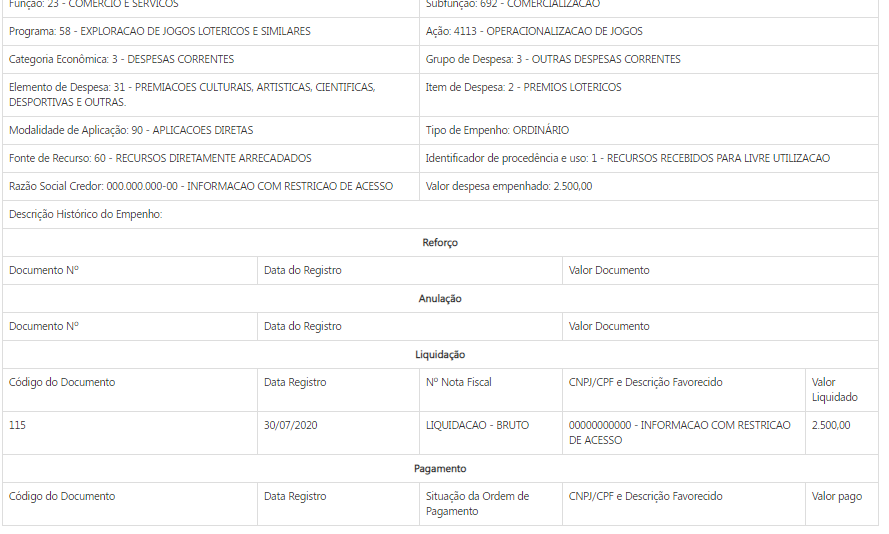 Função: 23 - COMERCIO E SERVICOS
Subfunção: 692 - COMERCIALIZACAO
Programa: 58 - EXPLORACAO DE JOGOS LOTERICOS E SIMILARES
Ação: 4113 - OPERACIONALIZACAO DE JOGOS
Categoria Econômica: 3 - DESPESAS CORRENTES
Grupo de Despesa: 3 - OUTRAS DESPESAS CORRENTES
Elemento de Despesa: 31 - PREMIACOES CULTURAIS, ARTISTICAS, CIENTIFICAS,
DESPORTIVAS E OUTRAS.
Item de Despesa: 2 - PREMIOS LOTERICOS
Modalidade de Aplicação: 90 - APLICACOES DIRETAS
Tipo de Empenho: ORDINÁRIO
Fonte de Recurso: 60 - RECURSOS DIRETAMENTE ARRECADADOS
Identificador de procedência e uso: 1 - RECURSOS RECEBIDOS PARA LIVRE UTILIZACAO
Razão Social Credor: 000.000.000-00 - INFORMACAO COM RESTRICAO DE ACESSO
Valor despesa empenhado: 2.500,00
Descrição Histórico do Empenho:
Reforço
Documento Nº
Data do Registro
Valor Documento
Anulação
Documento Nº
Data do Registro
Valor Documento
Liquidação
Código do Documento
Data Registro
Nº Nota Fiscal
CNPJ/CPF e Descrição Favorecido
Valor
Liquidado
115
30/07/2020
LIQUIDACAO - BRUTO
00000000000 - INFORMACAO COM RESTRICAO
DE ACESSO
2.500,00
Pagamento
Código do Documento
Data Registro
Situação da Ordem de
Pagamento
CNPJ/CPF e Descrição Favorecido
Valor pago